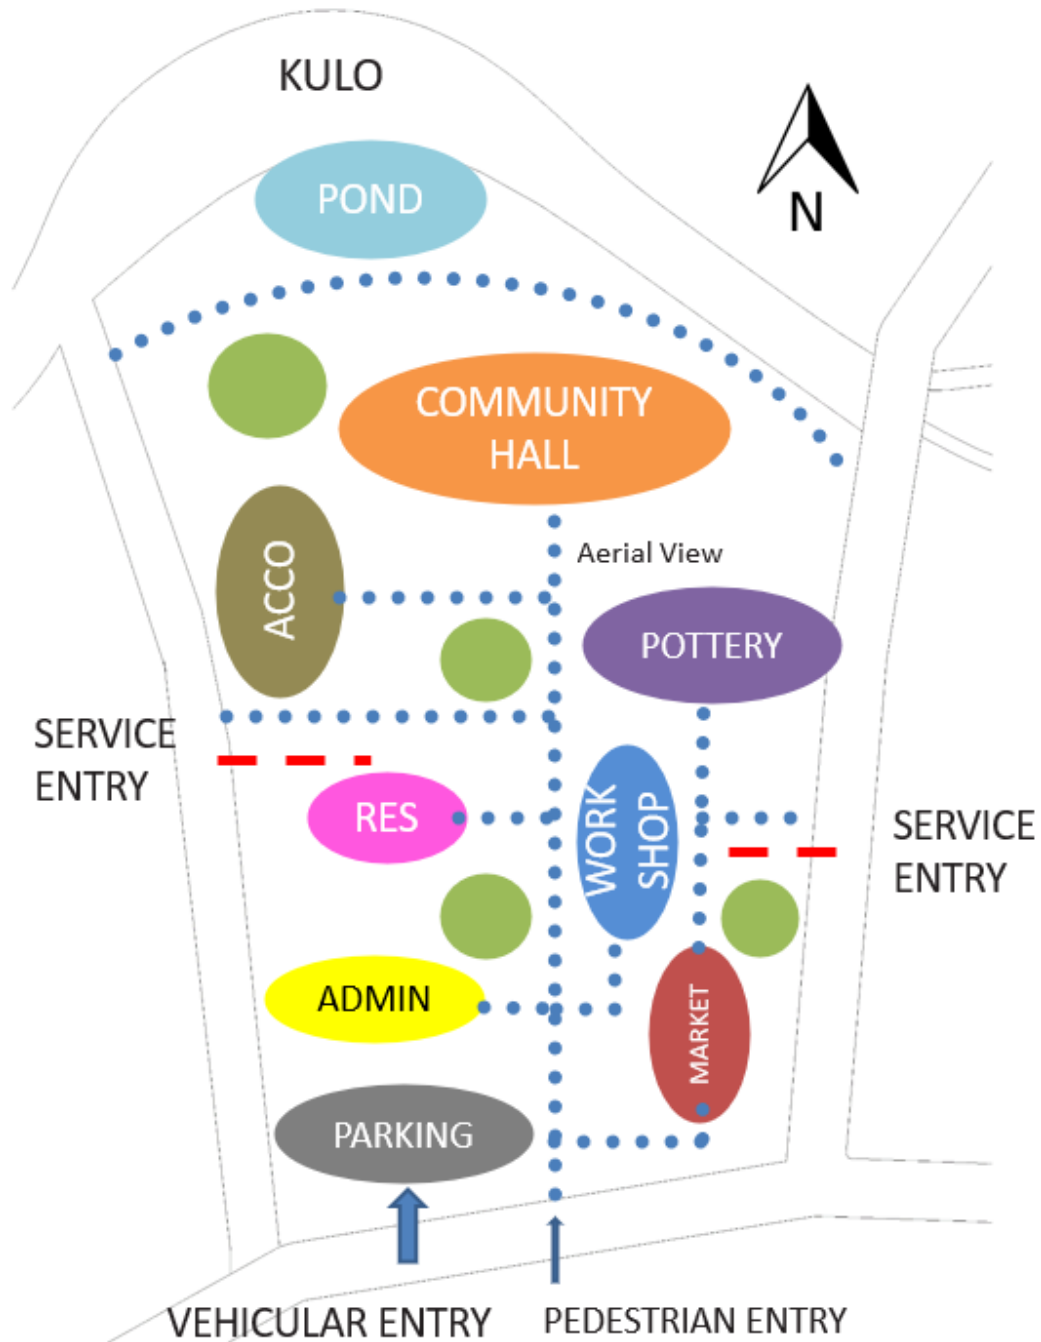 KULO
N
POND
COMMUNITY
HALL
Aerial View
ACCO
POTTERY
SERVICE
ENTRY
RES
WORK
SHOP
SERVICE
ENTRY
ADMIN
MARKET
PARKING
VEHICULAR ENTRY
PEDESTRIAN ENTRY